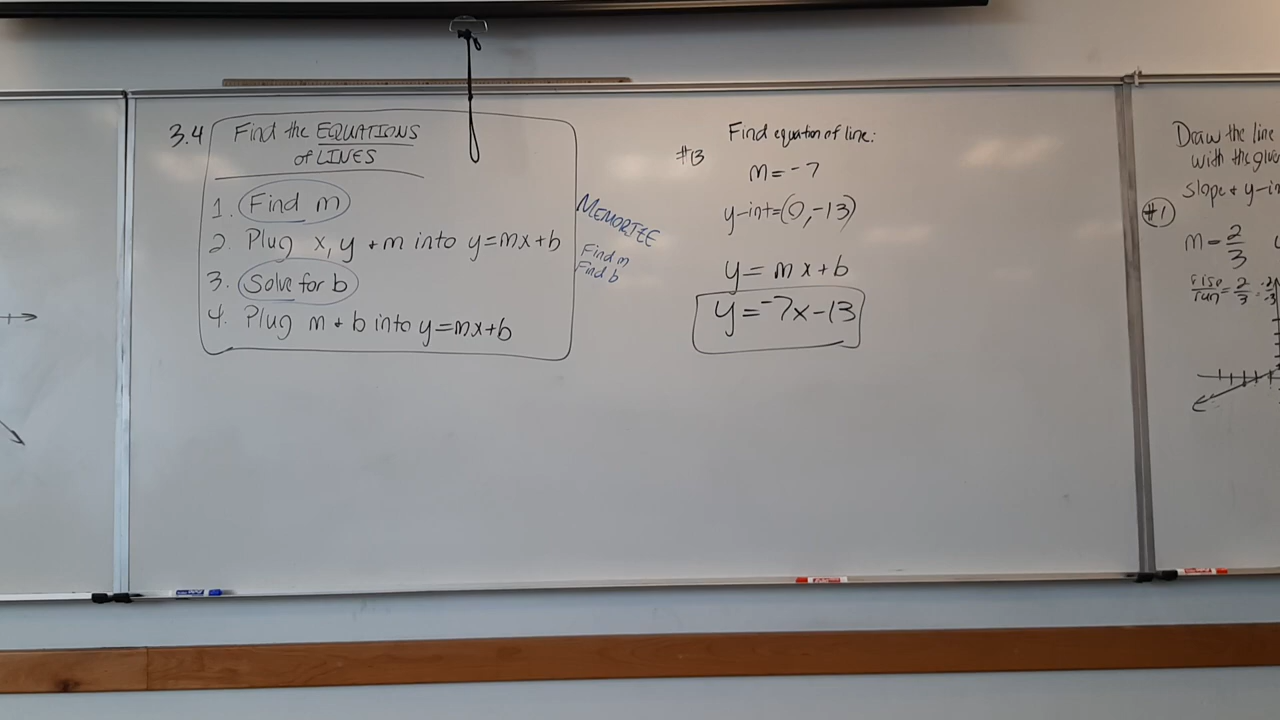 3.4 Find the EQUATIONS
of LINES
1. Find m
2. Plug x, y + m into y=mx+b
3. Solve for b
4. Plug m + b into y=mx+b
MEMORIZE
Find m
Find b
Find equation of line:
#13
m=-7
y-int=(0,-13)
y=mx+b
y=-7x-13
Draw the line
with the given
slope + y-in
#1
m=2/3
rise/run=2/3